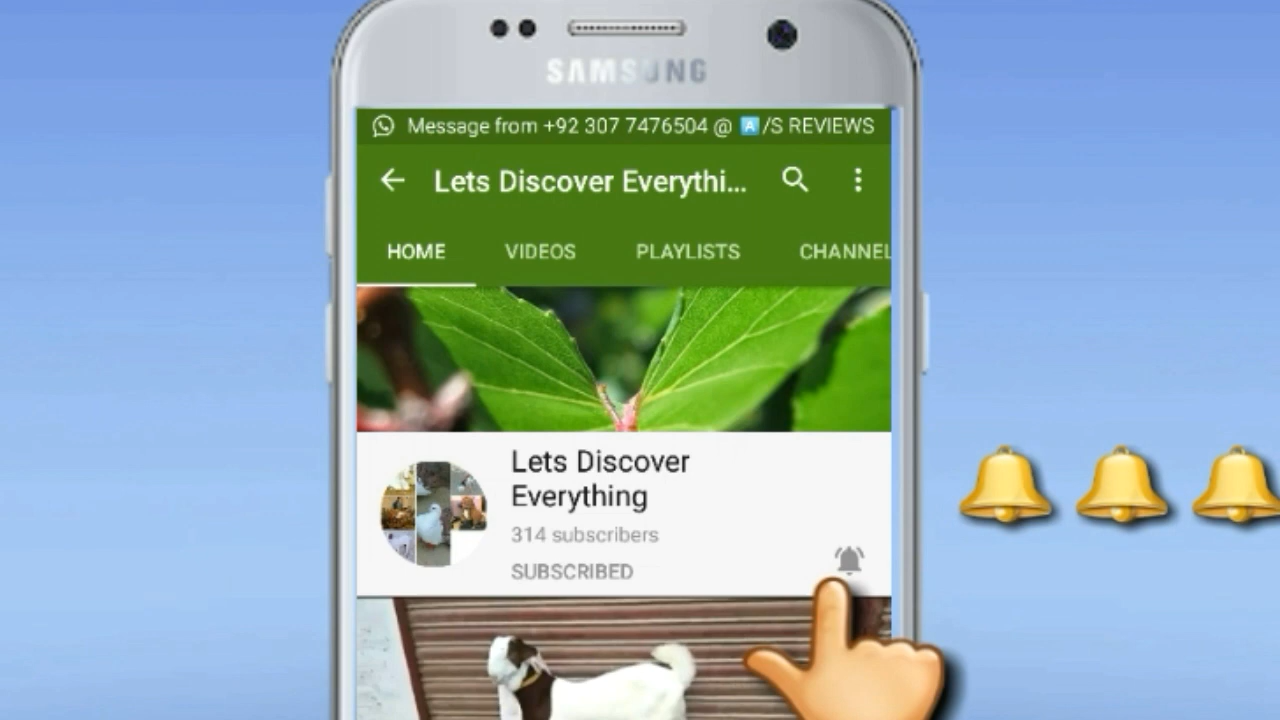 SAMSUNG
Message from +92 307 7476504 @ 🅰/S REVIEWS
Lets Discover Everythi...
HOME VIDEOS PLAYLISTS CHANNEL
Lets Discover
Everything
314 subscribers
SUBSCRIBED